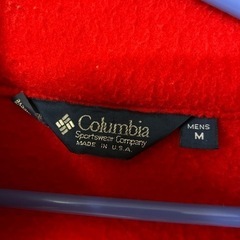 Columbia
Sportswear Company
MADE IN U.S.A.
MENS
M